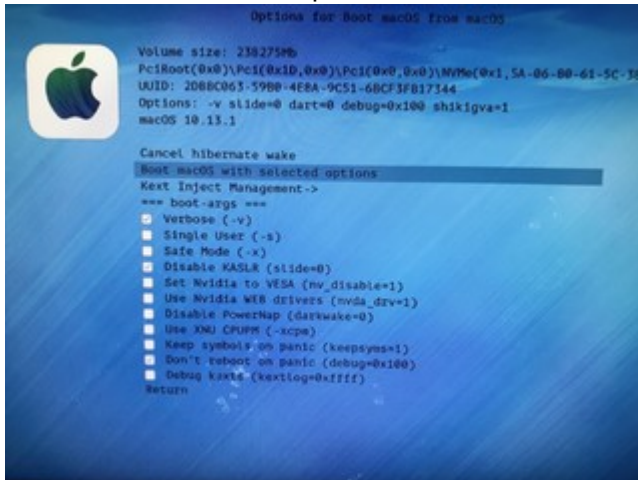 Options for Boot macOS from macOS
Volume size: 238275Mb
PciRoot(0x0)\Pci(0x1D,0x0)\Pci(0x0,0x0)\NVMe(0x1,5A-06-B0-61-5C-38
UUID: 2DB8C063-59B0-4E8A-9C51-6BCF3FB17344
Options: -v slide=0 dart=0 debug=0x100 shikigva=1
macOS 10.13.1
Cancel hibernate wake
Boot macOS with selected options
Kext Inject Management->
=== boot-args ===
Verbose (-v)
Single User (-s)
Safe Mode (-x)
Disable KASLR (slide=0)
Set Nvidia to VESA (nv_disable=1)
Use Nvidia WEB drivers (nvda_drv=1)
Disable PowerNap (darkwake=0)
Use XNU CPUPM (-xcpm)
Keep symbols on panic (keepsyms=1)
Don't reboot on panic (debug=0x100)
Debug kexts (kextlog=0xffff)
Return